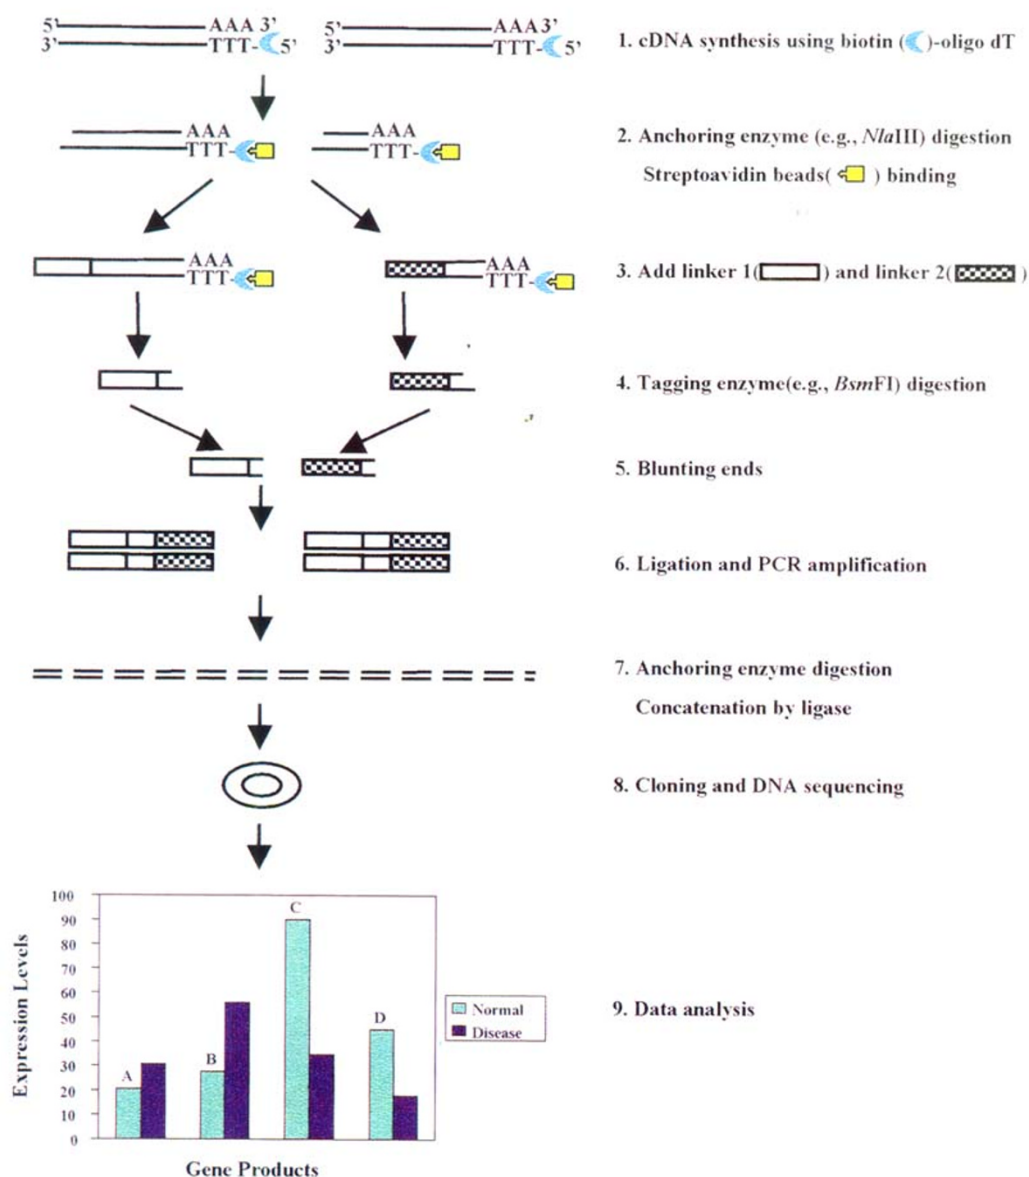 5' AAA 3' 5' AAA3'
3' TTT- 5' 3' TTT- 5'
1. cDNA synthesis using biotin ( )-oligo dT
AAA AAA
TTT- TTT-
2. Anchoring enzyme (e.g., NlaIII) digestion
Streptoavidin beads( ) binding
AAA AAA
TTT- TTT-
3. Add linker 1( ) and linker 2( )
4. Tagging enzyme(e.g., BsmFI) digestion
5. Blunting ends
6. Ligation and PCR amplification
7. Anchoring enzyme digestion
Concatenation by ligase
8. Cloning and DNA sequencing
Expression Levels
100
90
80
70
60
50
40
30
20
10
0
A
B
C
D
Normal
Disease
Gene Products
9. Data analysis